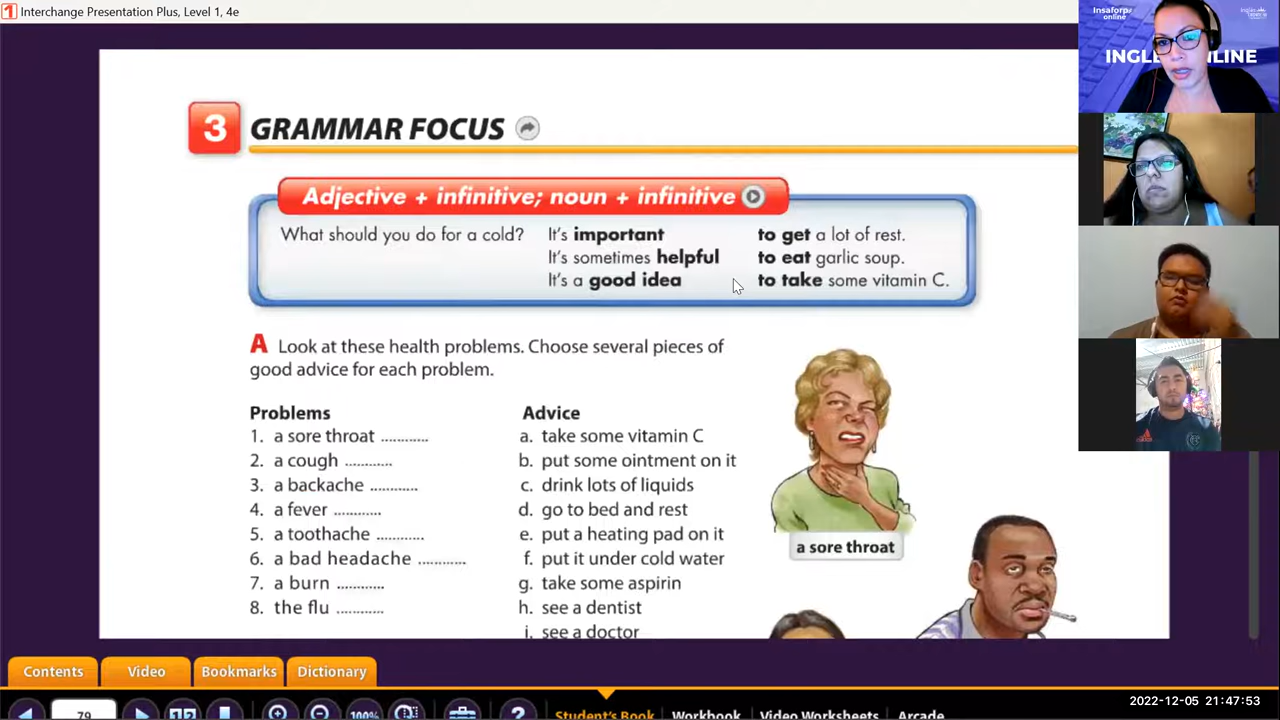 Interchange Presentation Plus, Level 1, 4e
Insaforp
online
INGLES ONLINE
3 GRAMMAR FOCUS
Adjective + infinitive; noun + infinitive
What should you do for a cold? It's important to get a lot of rest.
It's sometimes helpful to eat garlic soup.
It's a good idea to take some vitamin C.
A Look at these health problems. Choose several pieces of
good advice for each problem.
Problems Advice
1. a sore throat ............ a. take some vitamin C
2. a cough ............ b. put some ointment on it
3. a backache ............ c. drink lots of liquids
4. a fever ............ d. go to bed and rest
5. a toothache ............ e. put a heating pad on it
6. a bad headache ............ f. put it under cold water
7. a burn ............ g. take some aspirin
8. the flu ............ h. see a dentist
i. see a doctor
a sore throat
Contents Video Bookmarks Dictionary
79 100% ? Student's Book Workbook Video Worksheets Arcade
2022-12-05 21:47:53